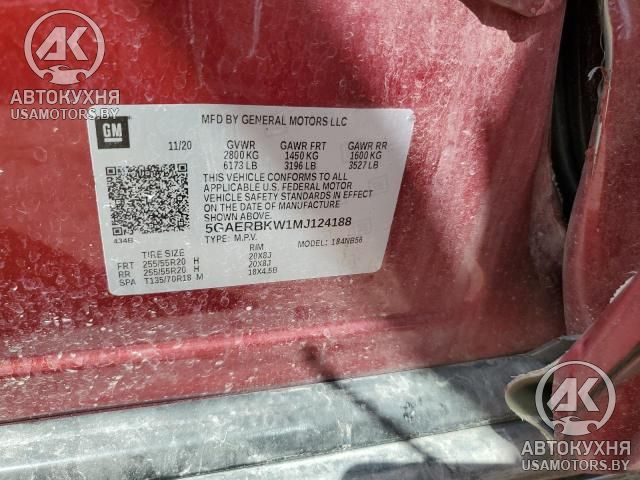 АК
АВТОКУХНЯ
USAMOTORS.BY
GM
MFD BY GENERAL MOTORS LLC
11/20 GVWR GAWR FRT GAWR RR
2800 KG 1450 KG 1600 KG
6173 LB 3196 LB 3527 LB
THIS VEHICLE CONFORMS TO ALL
APPLICABLE U.S. FEDERAL MOTOR
VEHICLE SAFETY STANDARDS IN EFFECT
ON THE DATE OF MANUFACTURE
SHOWN ABOVE.
5GAERBKW1MJ124188
434B TYPE: M.P.V. MODEL: 184NB56
TIRE SIZE RIM
FRT 255/55R20 H 20X8J
RR 255/55R20 H 20X8J
SPA T135/70R18 M 18X4.5B
АК
АВТОКУХНЯ
USAMOTORS.BY